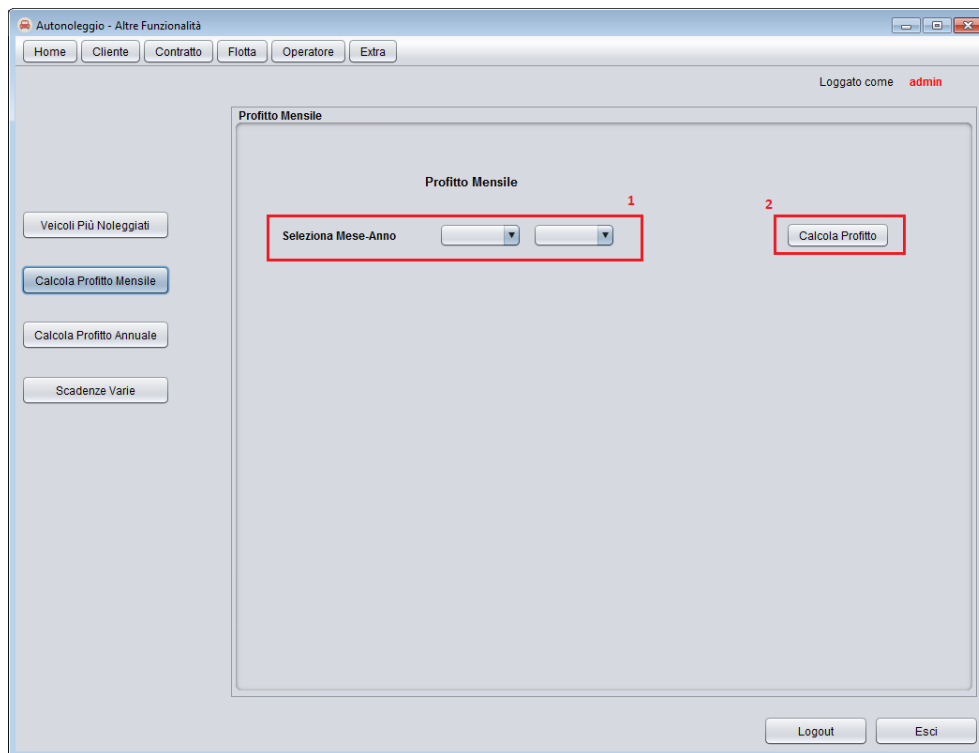 Autonoleggio - Altre Funzionalità
Home Cliente Contratto Flotta Operatore Extra
Loggato come admin
Profitto Mensile
Profitto Mensile
1
2
Veicoli Più Noleggiati
Seleziona Mese-Anno
Calcola Profitto
Calcola Profitto Mensile
Calcola Profitto Annuale
Scadenze Varie
Logout Esci